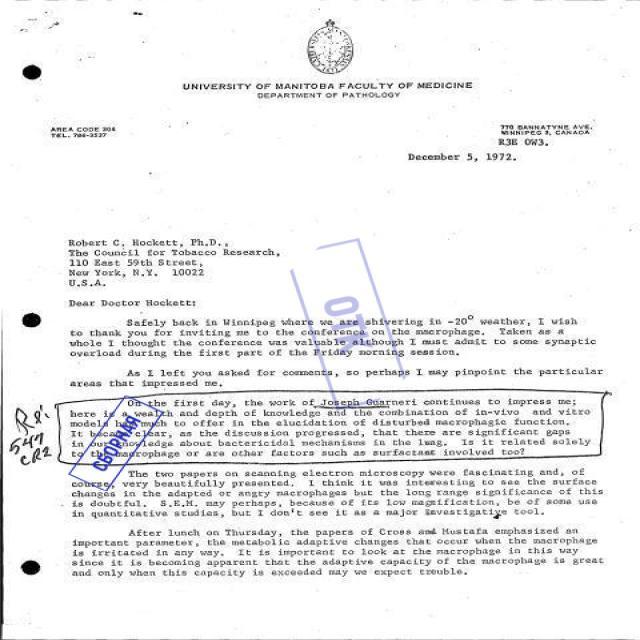 UNIVERSITY OF MANITOBA FACULTY OF MEDICINE
DEPARTMENT OF PATHOLOGY
AREA CODE 204
TEL. 786-3527
770 BANNATYNE AVE.
WINNIPEG 3, CANADA
R3E 0W3.
December 5, 1972.
Robert C. Hockett, Ph.D.,
The Council for Tobacco Research,
110 East 59th Street,
New York, N.Y. 10022
U.S.A.
Dear Doctor Hockett:
Safely back in Winnipeg where we are shivering in -20° weather, I wish
to thank you for inviting me to the conference on the macrophage. Taken as a
whole I thought the conference was valuable although I must admit to some synaptic
overload during the first part of the Friday morning session.
As I left you asked for comments, so perhaps I may pinpoint the particular
areas that impressed me.
On the first day, the work of Joseph Guarneri continues to impress me;
here is a wealth and depth of knowledge and the combination of in-vivo and vitro
models has much to offer in the elucidation of disturbed macrophagic function.
It became clear, as the discussion progressed, that there are significant gaps
in our knowledge about bactericidal mechanisms in the lung. Is it related solely
to the macrophage or are other factors such as surfactant involved too?
Re:
547
CR2
The two papers on scanning electron microscopy were fascinating and, of
course, very beautifully presented. I think it was interesting to see the surface
changes in the adapted or angry macrophages but the long range significance of this
is doubtful. S.E.M. may perhaps, because of its low magnification, be of some use
in quantitative studies, but I don't see it as a major investigative tool.
After lunch on Thursday, the papers of Cross and Mustafa emphasized an
important parameter, the metabolic adaptive changes that occur when the macrophage
is irritated in any way. It is important to look at the macrophage in this way
since it is becoming apparent that the adaptive capacity of the macrophage is great
and only when this capacity is exceeded may we expect trouble.
ОТК
СБОРНАЯ